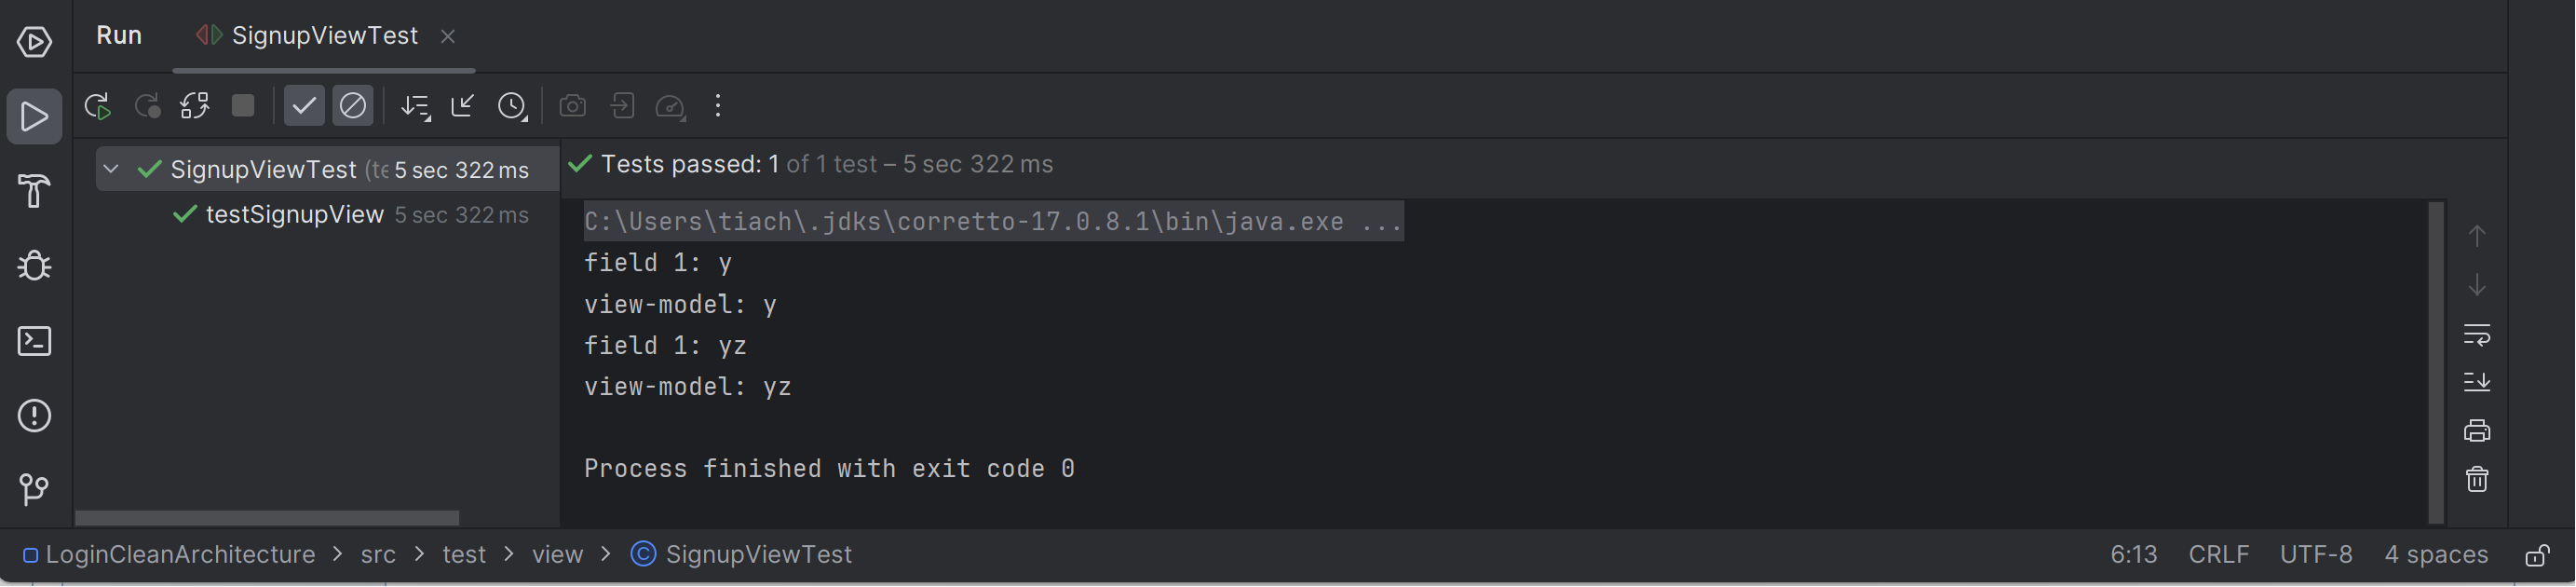 Run SignupViewTest
SignupViewTest (te 5 sec 322 ms
testSignupView 5 sec 322 ms
Tests passed: 1 of 1 test – 5 sec 322 ms
C:\Users\tiach\.jdks\corretto-17.0.8.1\bin\java.exe ...
field 1: y
view-model: y
field 1: yz
view-model: yz
Process finished with exit code 0
LoginCleanArchitecture > src > test > view > SignupViewTest 6:13 CRLF UTF-8 4 spaces